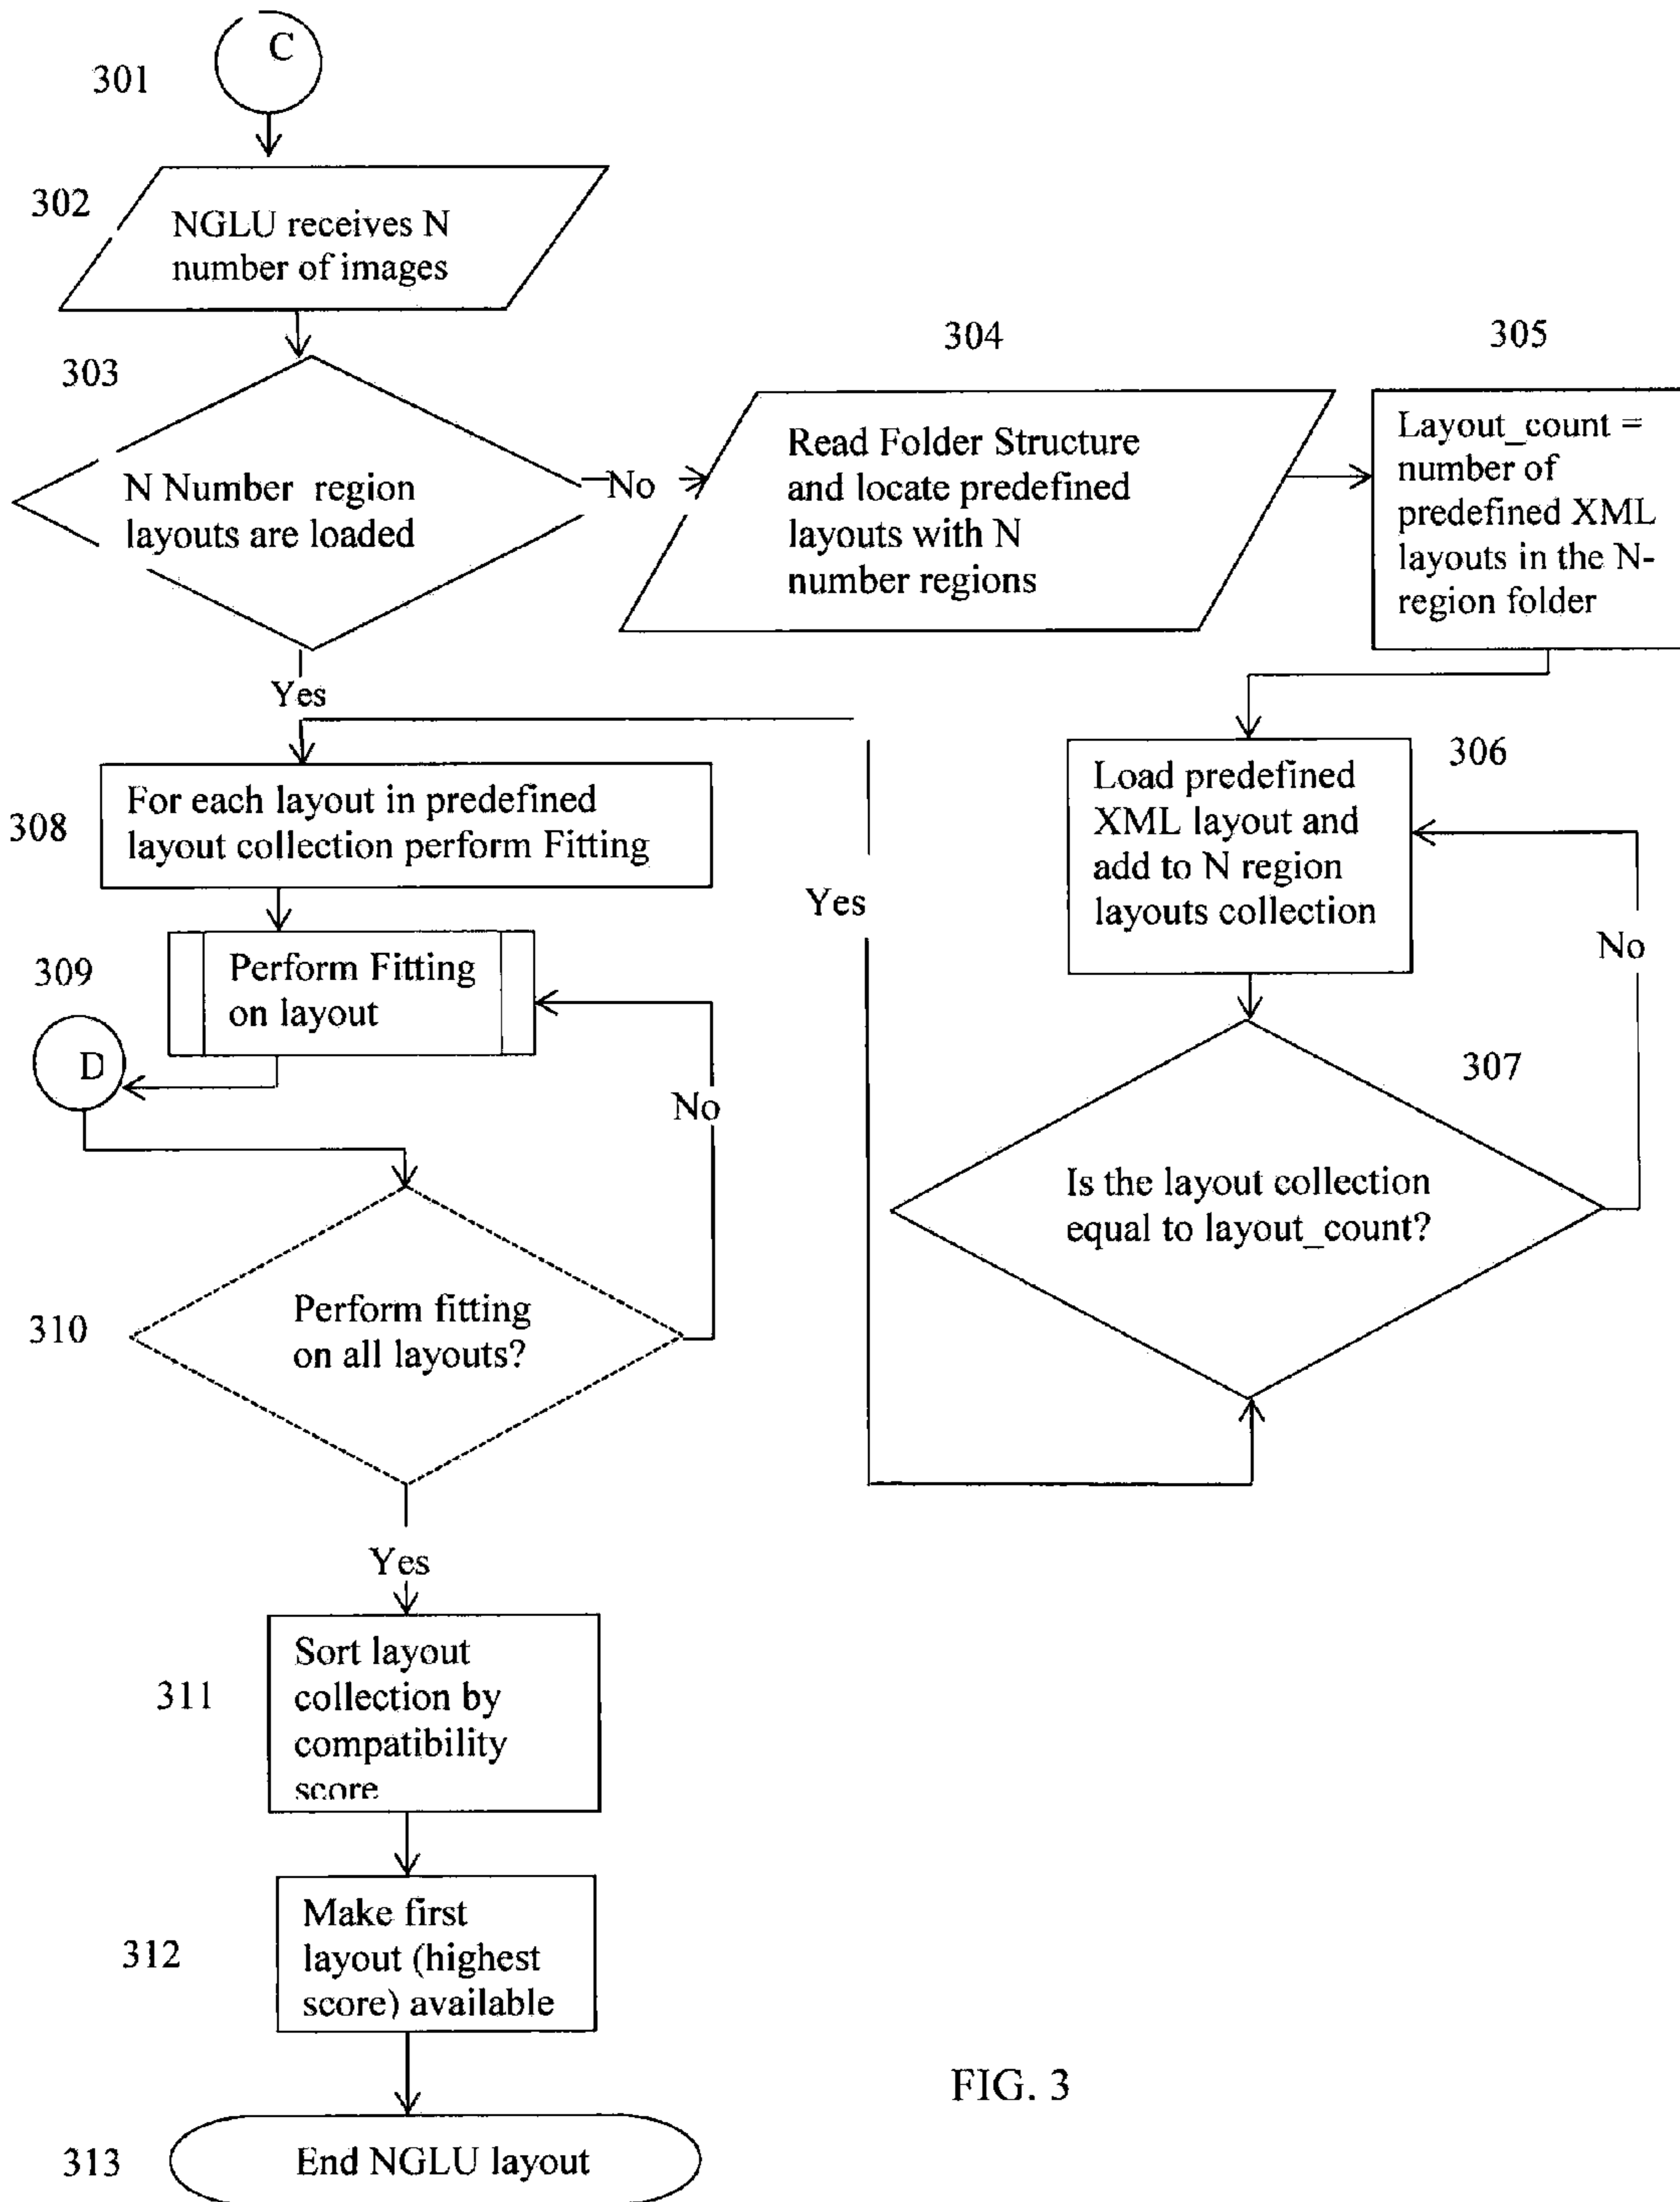 C
301
302
NGLU receives N
number of images
303
N Number region
layouts are loaded
No
304
Read Folder Structure
and locate predefined
layouts with N
number regions
305
Layout_count =
number of
predefined XML
layouts in the N-
region folder
Yes
306
Load predefined
XML layout and
add to N region
layouts collection
308
For each layout in predefined
layout collection perform Fitting
Yes
No
309
Perform Fitting
on layout
D
No
307
Is the layout collection
equal to layout_count?
310
Perform fitting
on all layouts?
Yes
311
Sort layout
collection by
compatibility
score
312
Make first
layout (highest
score) available
FIG. 3
313
End NGLU layout